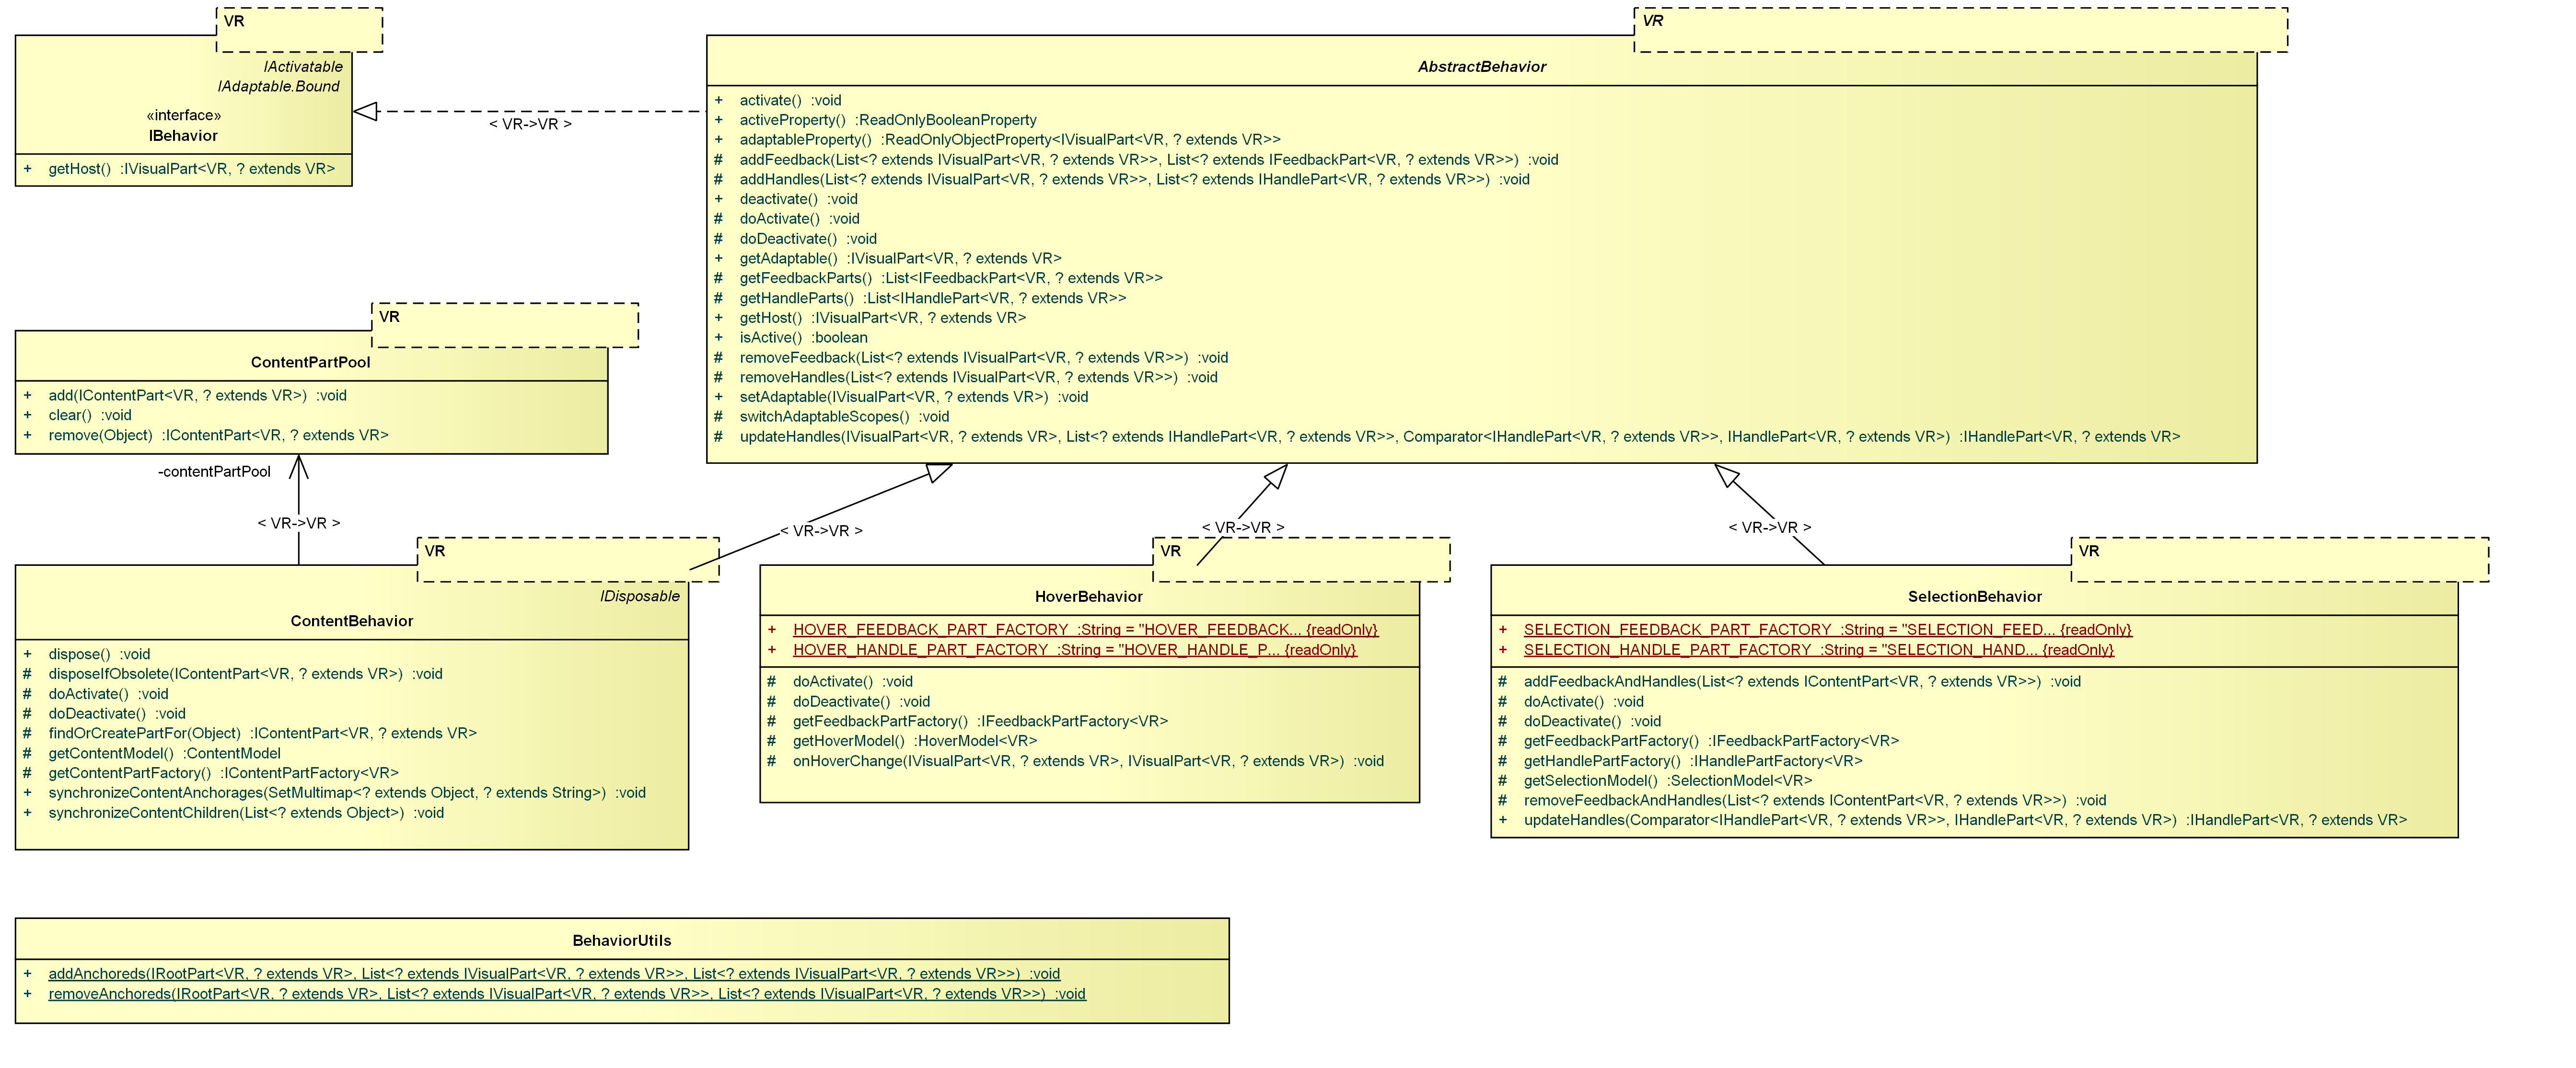 VR
IActivatable
IAdaptable.Bound
«interface»
IBehavior
+ getHost() :IVisualPart<VR, ? extends VR>
< VR->VR >
VR
AbstractBehavior
+ activate() :void
+ activeProperty() :ReadOnlyBooleanProperty
+ adaptableProperty() :ReadOnlyObjectProperty<IVisualPart<VR, ? extends VR>>
# addFeedback(List<? extends IVisualPart<VR, ? extends VR>>, List<? extends IFeedbackPart<VR, ? extends VR>>) :void
# addHandles(List<? extends IVisualPart<VR, ? extends VR>>, List<? extends IHandlePart<VR, ? extends VR>>) :void
+ deactivate() :void
# doActivate() :void
# doDeactivate() :void
+ getAdaptable() :IVisualPart<VR, ? extends VR>
# getFeedbackParts() :List<IFeedbackPart<VR, ? extends VR>>
# getHandleParts() :List<IHandlePart<VR, ? extends VR>>
+ getHost() :IVisualPart<VR, ? extends VR>
+ isActive() :boolean
# removeFeedback(List<? extends IVisualPart<VR, ? extends VR>>) :void
# removeHandles(List<? extends IVisualPart<VR, ? extends VR>>) :void
+ setAdaptable(IVisualPart<VR, ? extends VR>) :void
# switchAdaptableScopes() :void
# updateHandles(IVisualPart<VR, ? extends VR>, List<? extends IHandlePart<VR, ? extends VR>>, Comparator<IHandlePart<VR, ? extends VR>>, IHandlePart<VR, ? extends VR>) :IHandlePart<VR, ? extends VR>
VR
ContentPartPool
+ add(IContentPart<VR, ? extends VR>) :void
+ clear() :void
+ remove(Object) :IContentPart<VR, ? extends VR>
-contentPartPool
< VR->VR >
< VR->VR >
< VR->VR >
< VR->VR >
VR
IDisposable
ContentBehavior
+ dispose() :void
# disposeIfObsolete(IContentPart<VR, ? extends VR>) :void
# doActivate() :void
# doDeactivate() :void
# findOrCreatePartFor(Object) :IContentPart<VR, ? extends VR>
# getContentModel() :ContentModel
# getContentPartFactory() :IContentPartFactory<VR>
+ synchronizeContentAnchorages(SetMultimap<? extends Object, ? extends String>) :void
+ synchronizeContentChildren(List<? extends Object>) :void
VR
HoverBehavior
+ HOVER_FEEDBACK_PART_FACTORY :String = "HOVER_FEEDBACK... {readOnly}
+ HOVER_HANDLE_PART_FACTORY :String = "HOVER_HANDLE_P... {readOnly}
# doActivate() :void
# doDeactivate() :void
# getFeedbackPartFactory() :IFeedbackPartFactory<VR>
# getHoverModel() :HoverModel<VR>
# onHoverChange(IVisualPart<VR, ? extends VR>, IVisualPart<VR, ? extends VR>) :void
VR
SelectionBehavior
+ SELECTION_FEEDBACK_PART_FACTORY :String = "SELECTION_FEED... {readOnly}
+ SELECTION_HANDLE_PART_FACTORY :String = "SELECTION_HAND... {readOnly}
# addFeedbackAndHandles(List<? extends IContentPart<VR, ? extends VR>>) :void
# doActivate() :void
# doDeactivate() :void
# getFeedbackPartFactory() :IFeedbackPartFactory<VR>
# getHandlePartFactory() :IHandlePartFactory<VR>
# getSelectionModel() :SelectionModel<VR>
# removeFeedbackAndHandles(List<? extends IContentPart<VR, ? extends VR>>) :void
+ updateHandles(Comparator<IHandlePart<VR, ? extends VR>>, IHandlePart<VR, ? extends VR>) :IHandlePart<VR, ? extends VR>
BehaviorUtils
+ addAnchoreds(IRootPart<VR, ? extends VR>, List<? extends IVisualPart<VR, ? extends VR>>, List<? extends IVisualPart<VR, ? extends VR>>) :void
+ removeAnchoreds(IRootPart<VR, ? extends VR>, List<? extends IVisualPart<VR, ? extends VR>>, List<? extends IVisualPart<VR, ? extends VR>>) :void